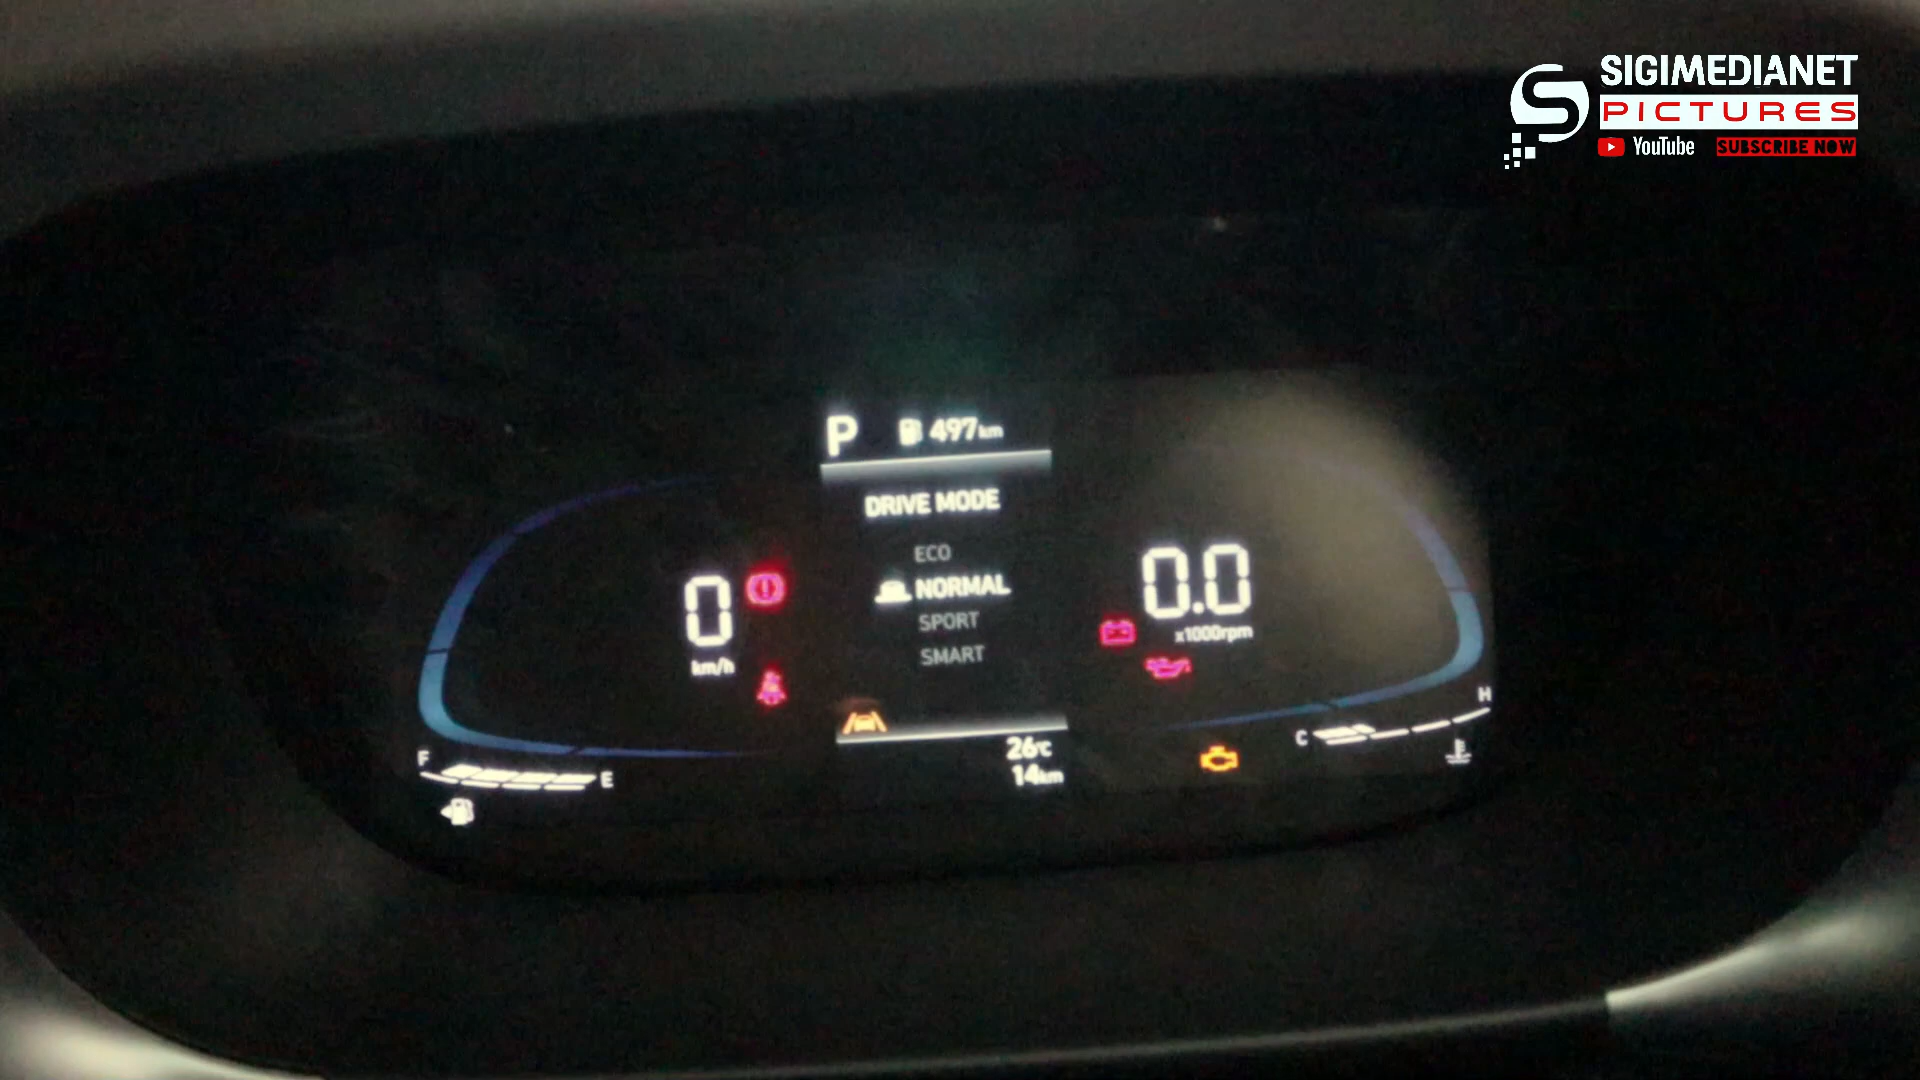 SIGIMEDIANET
PICTURES
YouTube SUBSCRIBE NOW
P 497km
DRIVE MODE
ECO
NORMAL
SPORT
SMART
0
km/h
0.0
x1000rpm
F E
C H
26°C
14km